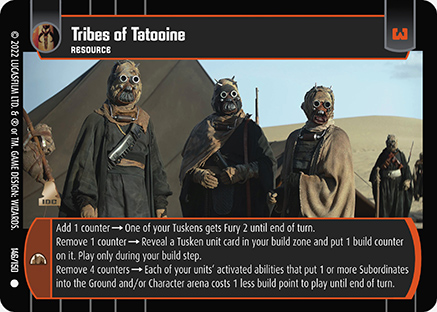 Tribes of Tatooine
RESOURCE
3
© 2022 LUCASFILM LTD. & ® or TM. GAME DESIGN: WIZARDS.
IDC
Add 1 counter → One of your Tuskens gets Fury 2 until end of turn.
Remove 1 counter → Reveal a Tusken unit card in your build zone and put 1 build counter
on it. Play only during your build step.
Remove 4 counters → Each of your units' activated abilities that put 1 or more Subordinates
into the Ground and/or Character arena costs 1 less build point to play until end of turn.
146/150